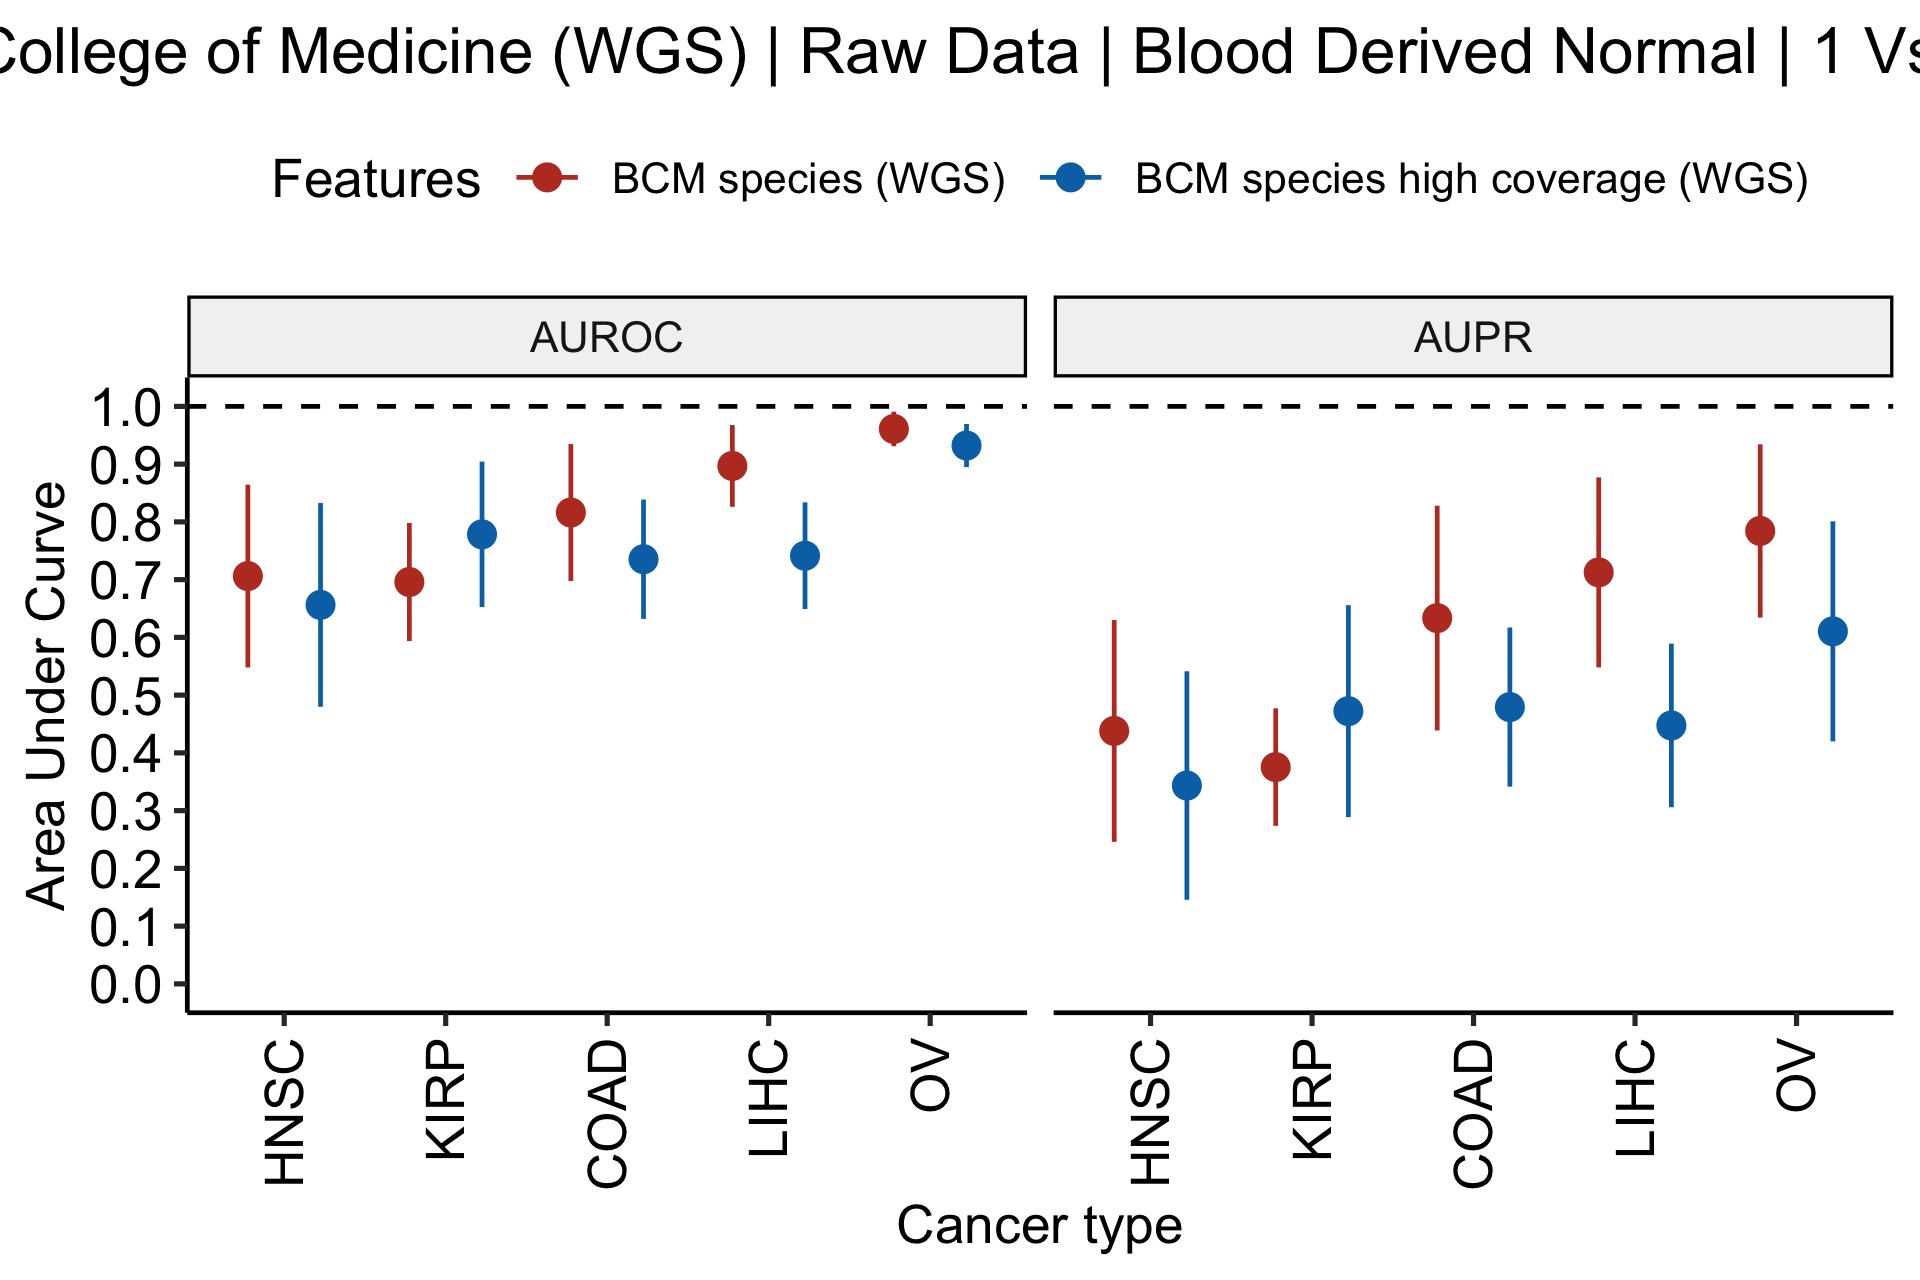 College of Medicine (WGS) | Raw Data | Blood Derived Normal | 1 Vs
Features BCM species (WGS) BCM species high coverage (WGS)
AUROC AUPR
Area Under Curve
1.0
0.9
0.8
0.7
0.6
0.5
0.4
0.3
0.2
0.1
0.0
HNSC KIRP COAD LIHC OV HNSC KIRP COAD LIHC OV
Cancer type